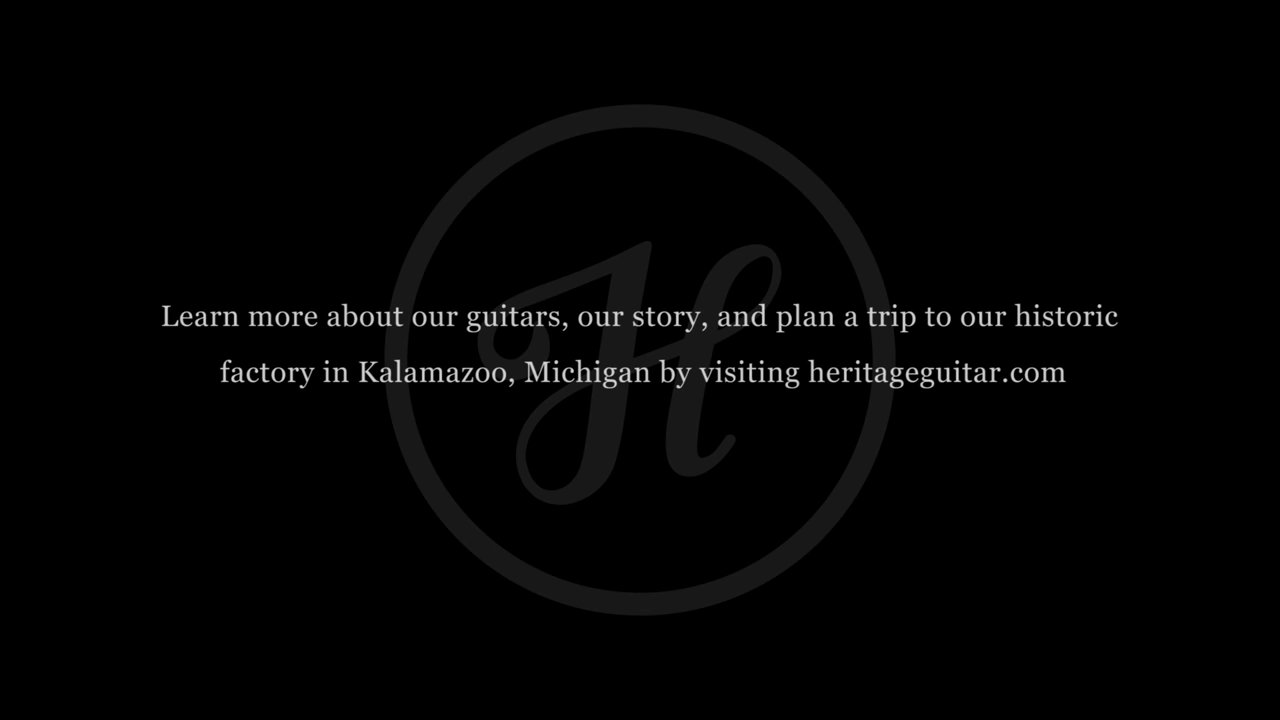 Learn more about our guitars, our story, and plan a trip to our historic
factory in Kalamazoo, Michigan by visiting heritageguitar.com
H